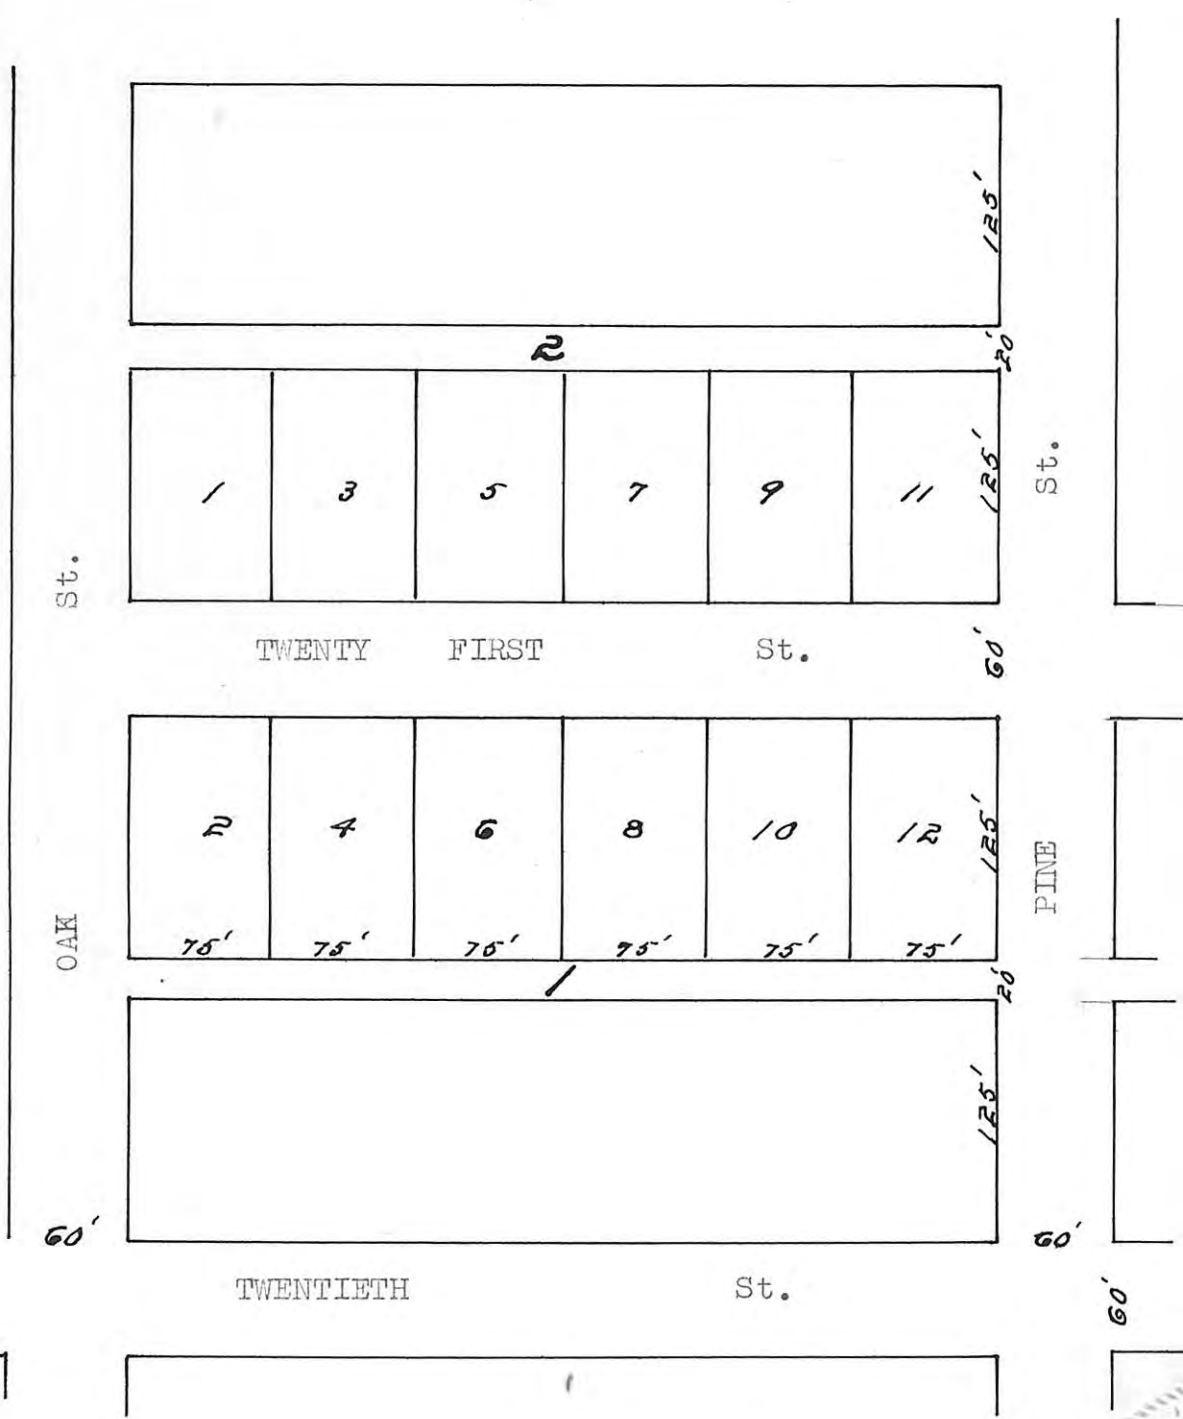 125'
2
20'
1 3 5 7 9 11 125'
St.
St.
TWENTY FIRST St. 60'
2 4 6 8 10 12 125'
PINE
OAK
75' 75' 75' 75' 75' 75'
1
20'
125'
60' 60'
TWENTIETH St. 60'